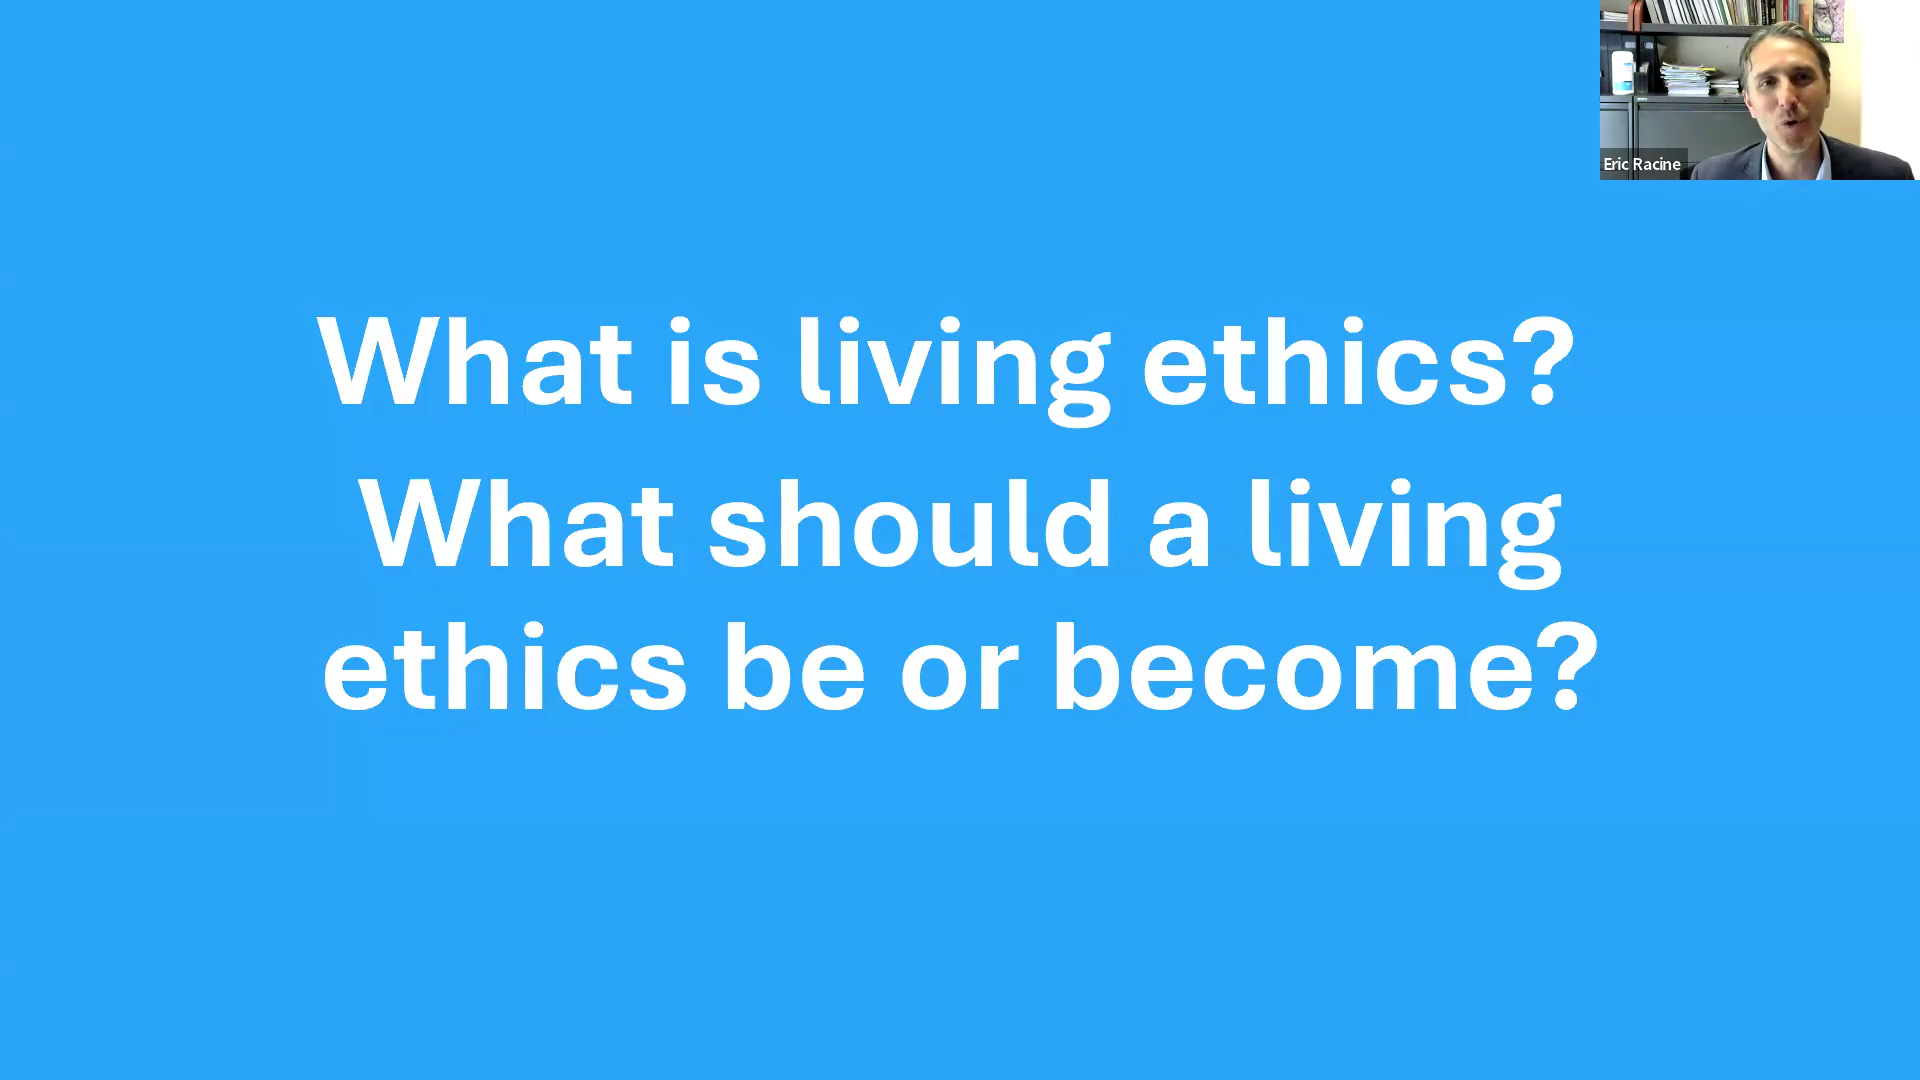 Eric Racine
What is living ethics?
What should a living
ethics be or become?